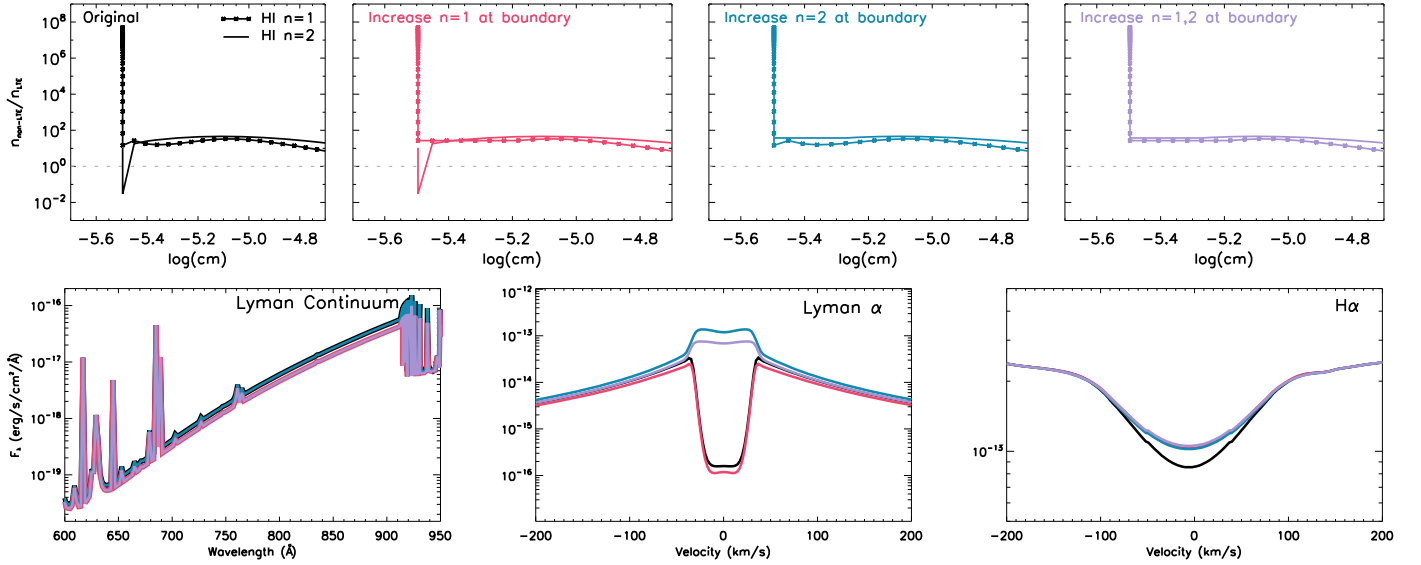 Original
HI n=1
HI n=2
Increase n=1 at boundary
Increase n=2 at boundary
Increase n=1,2 at boundary
n_non-LTE/n_LTE
10^8
10^6
10^4
10^2
10^0
10^-2
-5.6 -5.4 -5.2 -5.0 -4.8
-5.6 -5.4 -5.2 -5.0 -4.8
-5.6 -5.4 -5.2 -5.0 -4.8
-5.6 -5.4 -5.2 -5.0 -4.8
log(cm)
log(cm)
log(cm)
log(cm)
Lyman Continuum
F_λ (erg/s/cm²/Å)
10^-16
10^-17
10^-18
10^-19
600 650 700 750 800 850 900 950
Wavelength (Å)
Lyman α
10^-12
10^-13
10^-14
10^-15
10^-16
-200 -100 0 100 200
Velocity (km/s)
Hα
10^-13
-200 -100 0 100 200
Velocity (km/s)